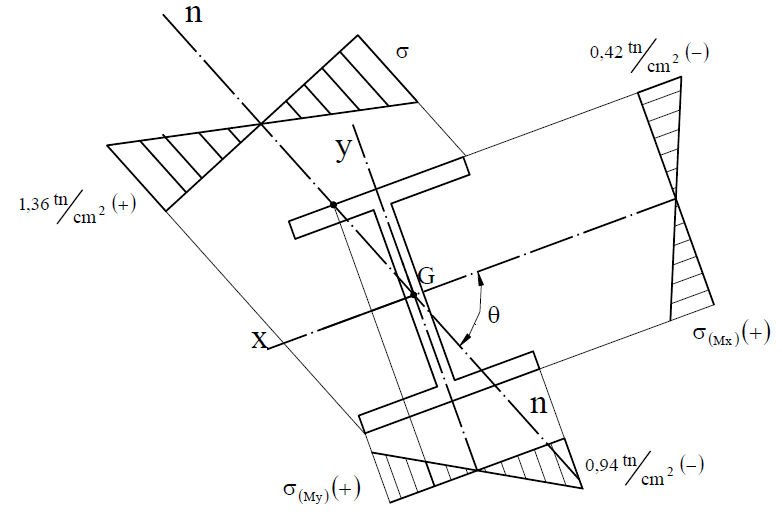 n
σ
0,42 tn/cm² (−)
y
1,36 tn/cm² (+)
G
x
θ
σ(Mx)(+)
n
0,94 tn/cm² (−)
σ(My)(+)